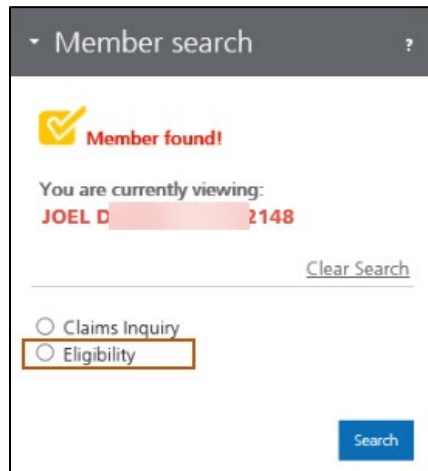 Member search ?
Member found!
You are currently viewing:
JOEL D 2148
Clear Search
Claims Inquiry
Eligibility
Search